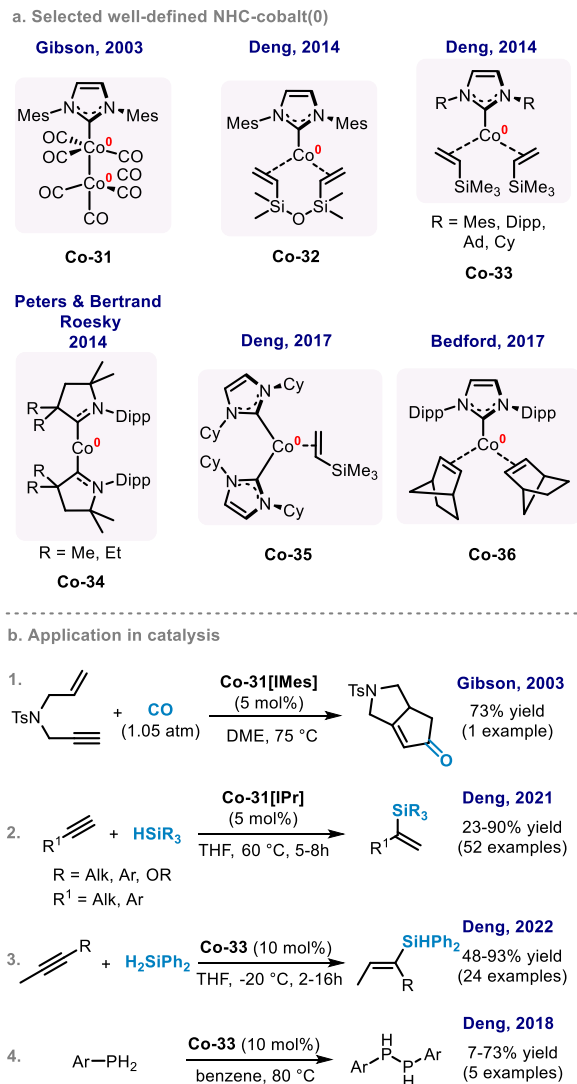 a. Selected well-defined NHC-cobalt(0)
Gibson, 2003
Mes N N Mes
CO Co 0
CO CO
CO Co 0 CO
CO
CO
Co-31
Deng, 2014
Mes N N Mes
Co 0
Si Si
O
Co-32
Deng, 2014
R N N R
Co 0
SiMe3 SiMe3
R = Mes, Dipp,
Ad, Cy
Co-33
Peters & Bertrand
Roesky
2014
R
R N Dipp
Co 0
R N Dipp
R
R = Me, Et
Co-34
Deng, 2017
N Cy
N
Cy Co 0
Cy SiMe3
N
N
Cy
Co-35
Bedford, 2017
Dipp N N Dipp
Co 0
Co-36
b. Application in catalysis
1.
TsN
+
CO
(1.05 atm)
Co-31[IMes]
(5 mol%)
DME, 75 °C
TsN
O
Gibson, 2003
73% yield
(1 example)
2.
R1
+
HSiR3
R = Alk, Ar, OR
R1 = Alk, Ar
Co-31[IPr]
(5 mol%)
THF, 60 °C, 5-8h
SiR3
R1
Deng, 2021
23-90% yield
(52 examples)
3.
R
+
H2SiPh2
Co-33 (10 mol%)
THF, -20 °C, 2-16h
SiHPh2
R
Deng, 2022
48-93% yield
(24 examples)
4.
Ar PH2
Co-33 (10 mol%)
benzene, 80 °C
H
Ar P P Ar
H
Deng, 2018
7-73% yield
(5 examples)